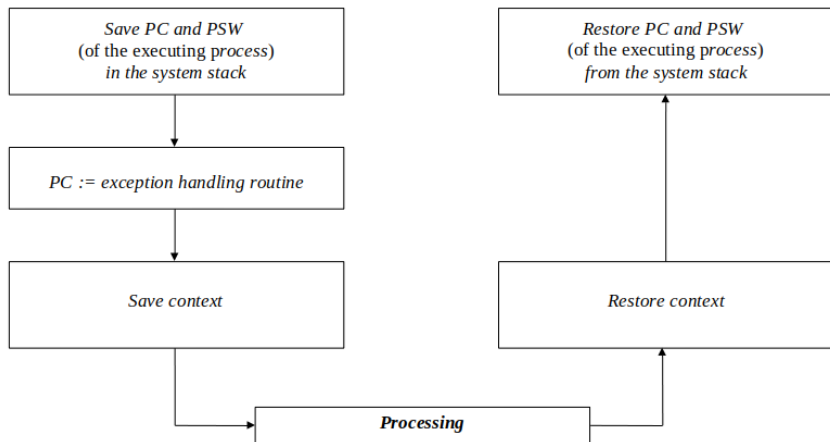 Save PC and PSW
(of the executing process)
in the system stack
PC := exception handling routine
Save context
Processing
Restore context
Restore PC and PSW
(of the executing process)
from the system stack